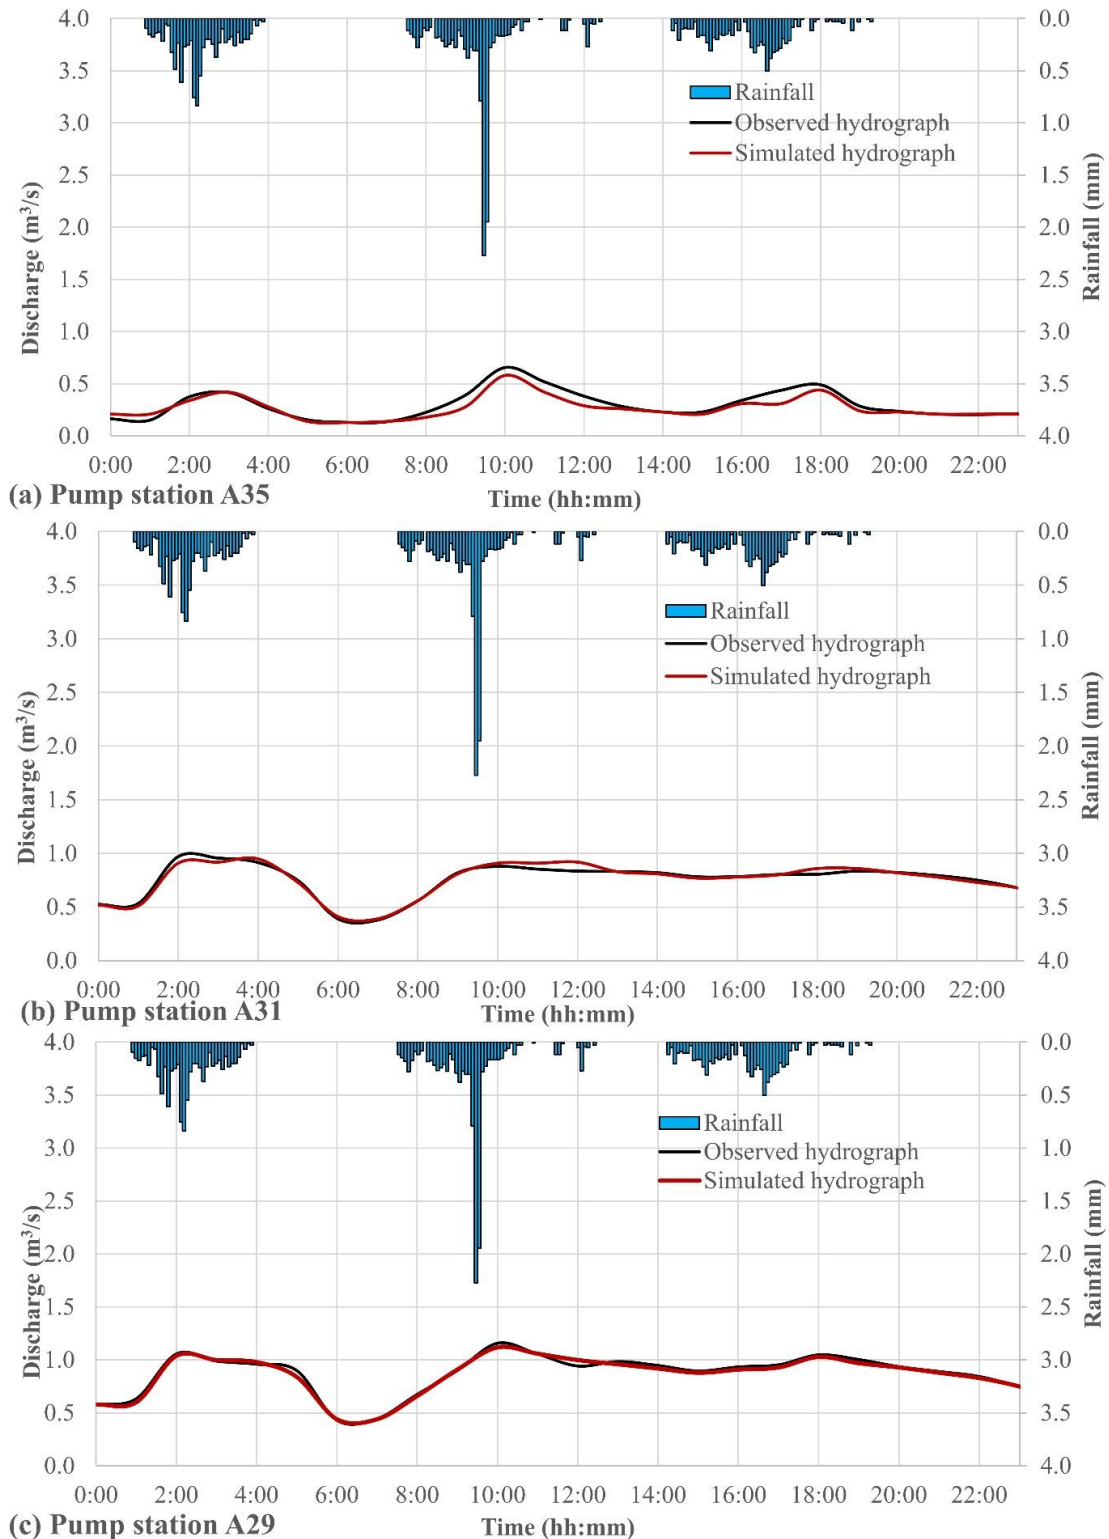 4.0
3.5
3.0
2.5
2.0
1.5
1.0
0.5
0.0
Discharge (m³/s)
0.0
0.5
1.0
1.5
2.0
2.5
3.0
3.5
4.0
Rainfall (mm)
Rainfall
Observed hydrograph
Simulated hydrograph
0:00 2:00 4:00 6:00 8:00 10:00 12:00 14:00 16:00 18:00 20:00 22:00
(a) Pump station A35
Time (hh:mm)
4.0
3.5
3.0
2.5
2.0
1.5
1.0
0.5
0.0
Discharge (m³/s)
0.0
0.5
1.0
1.5
2.0
2.5
3.0
3.5
4.0
Rainfall (mm)
Rainfall
Observed hydrograph
Simulated hydrograph
0:00 2:00 4:00 6:00 8:00 10:00 12:00 14:00 16:00 18:00 20:00 22:00
(b) Pump station A31
Time (hh:mm)
4.0
3.5
3.0
2.5
2.0
1.5
1.0
0.5
0.0
Discharge (m³/s)
0.0
0.5
1.0
1.5
2.0
2.5
3.0
3.5
4.0
Rainfall (mm)
Rainfall
Observed hydrograph
Simulated hydrograph
0:00 2:00 4:00 6:00 8:00 10:00 12:00 14:00 16:00 18:00 20:00 22:00
(c) Pump station A29
Time (hh:mm)